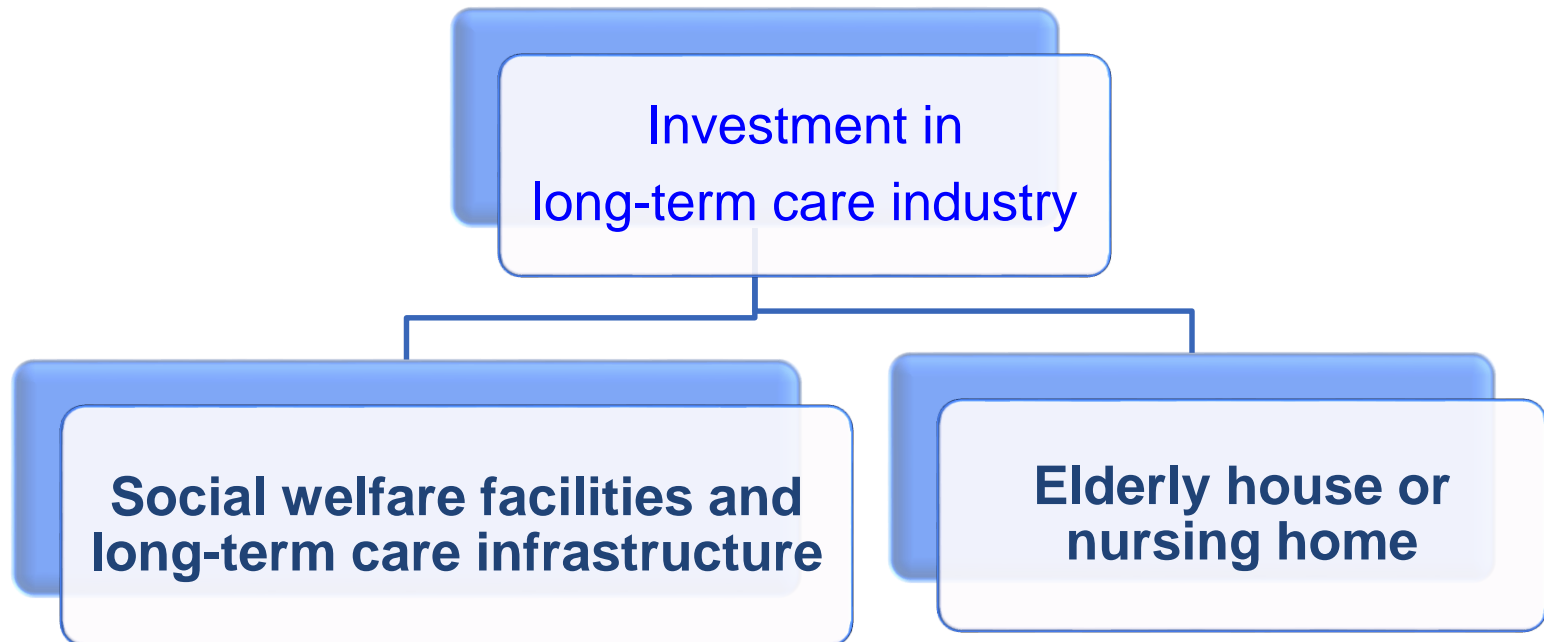 Investment in
long-term care industry
Social welfare facilities and
long-term care infrastructure
Elderly house or
nursing home